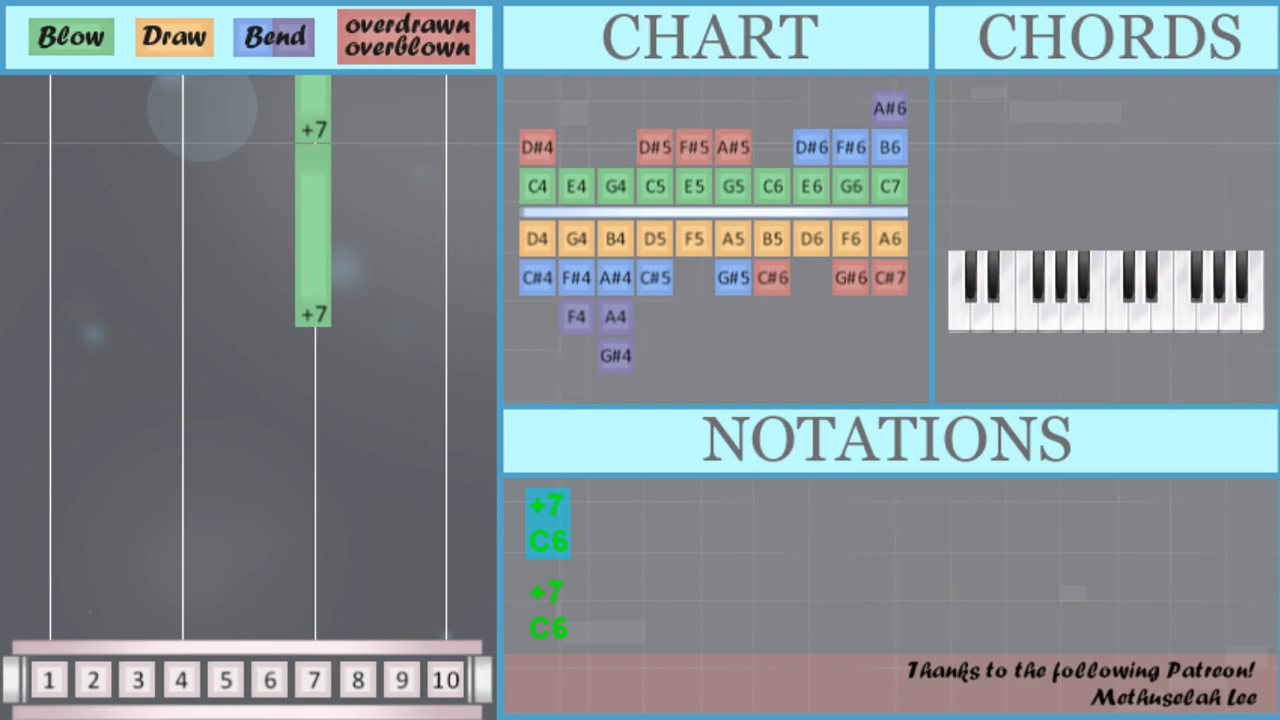 Blow
Draw
Bend
overdrawn
overblown
CHART
CHORDS
+7
+7
A#6
D#4 D#5 F#5 A#5 D#6 F#6 B6
C4 E4 G4 C5 E5 G5 C6 E6 G6 C7
D4 G4 B4 D5 F5 A5 B5 D6 F6 A6
C#4 F#4 A#4 C#5 G#5 C#6 G#6 C#7
F4 A4
G#4
NOTATIONS
+7
C6
+7
C6
1 2 3 4 5 6 7 8 9 10
Thanks to the following Patreon!
Methuselah Lee